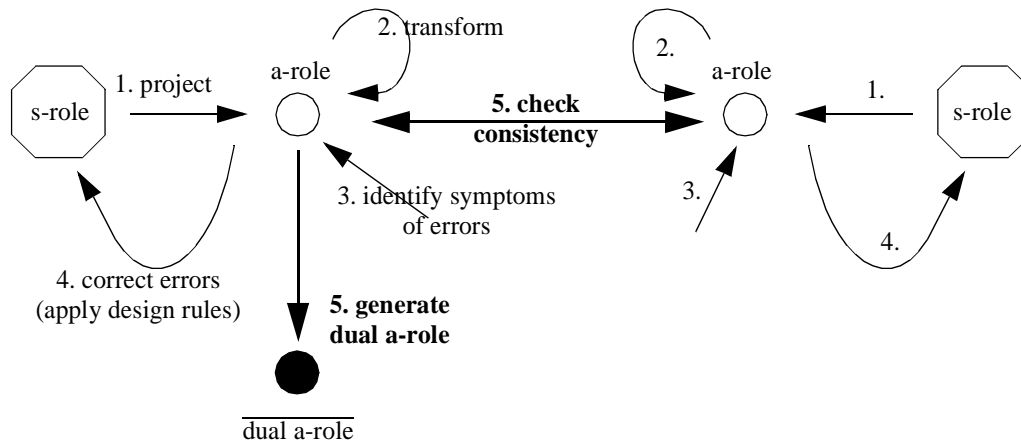 2. transform
2.
a-role
a-role
1. project
1.
s-role
5. check
consistency
s-role
3. identify symptoms
of errors
3.
4.
4. correct errors
(apply design rules)
5. generate
dual a-role
dual a-role